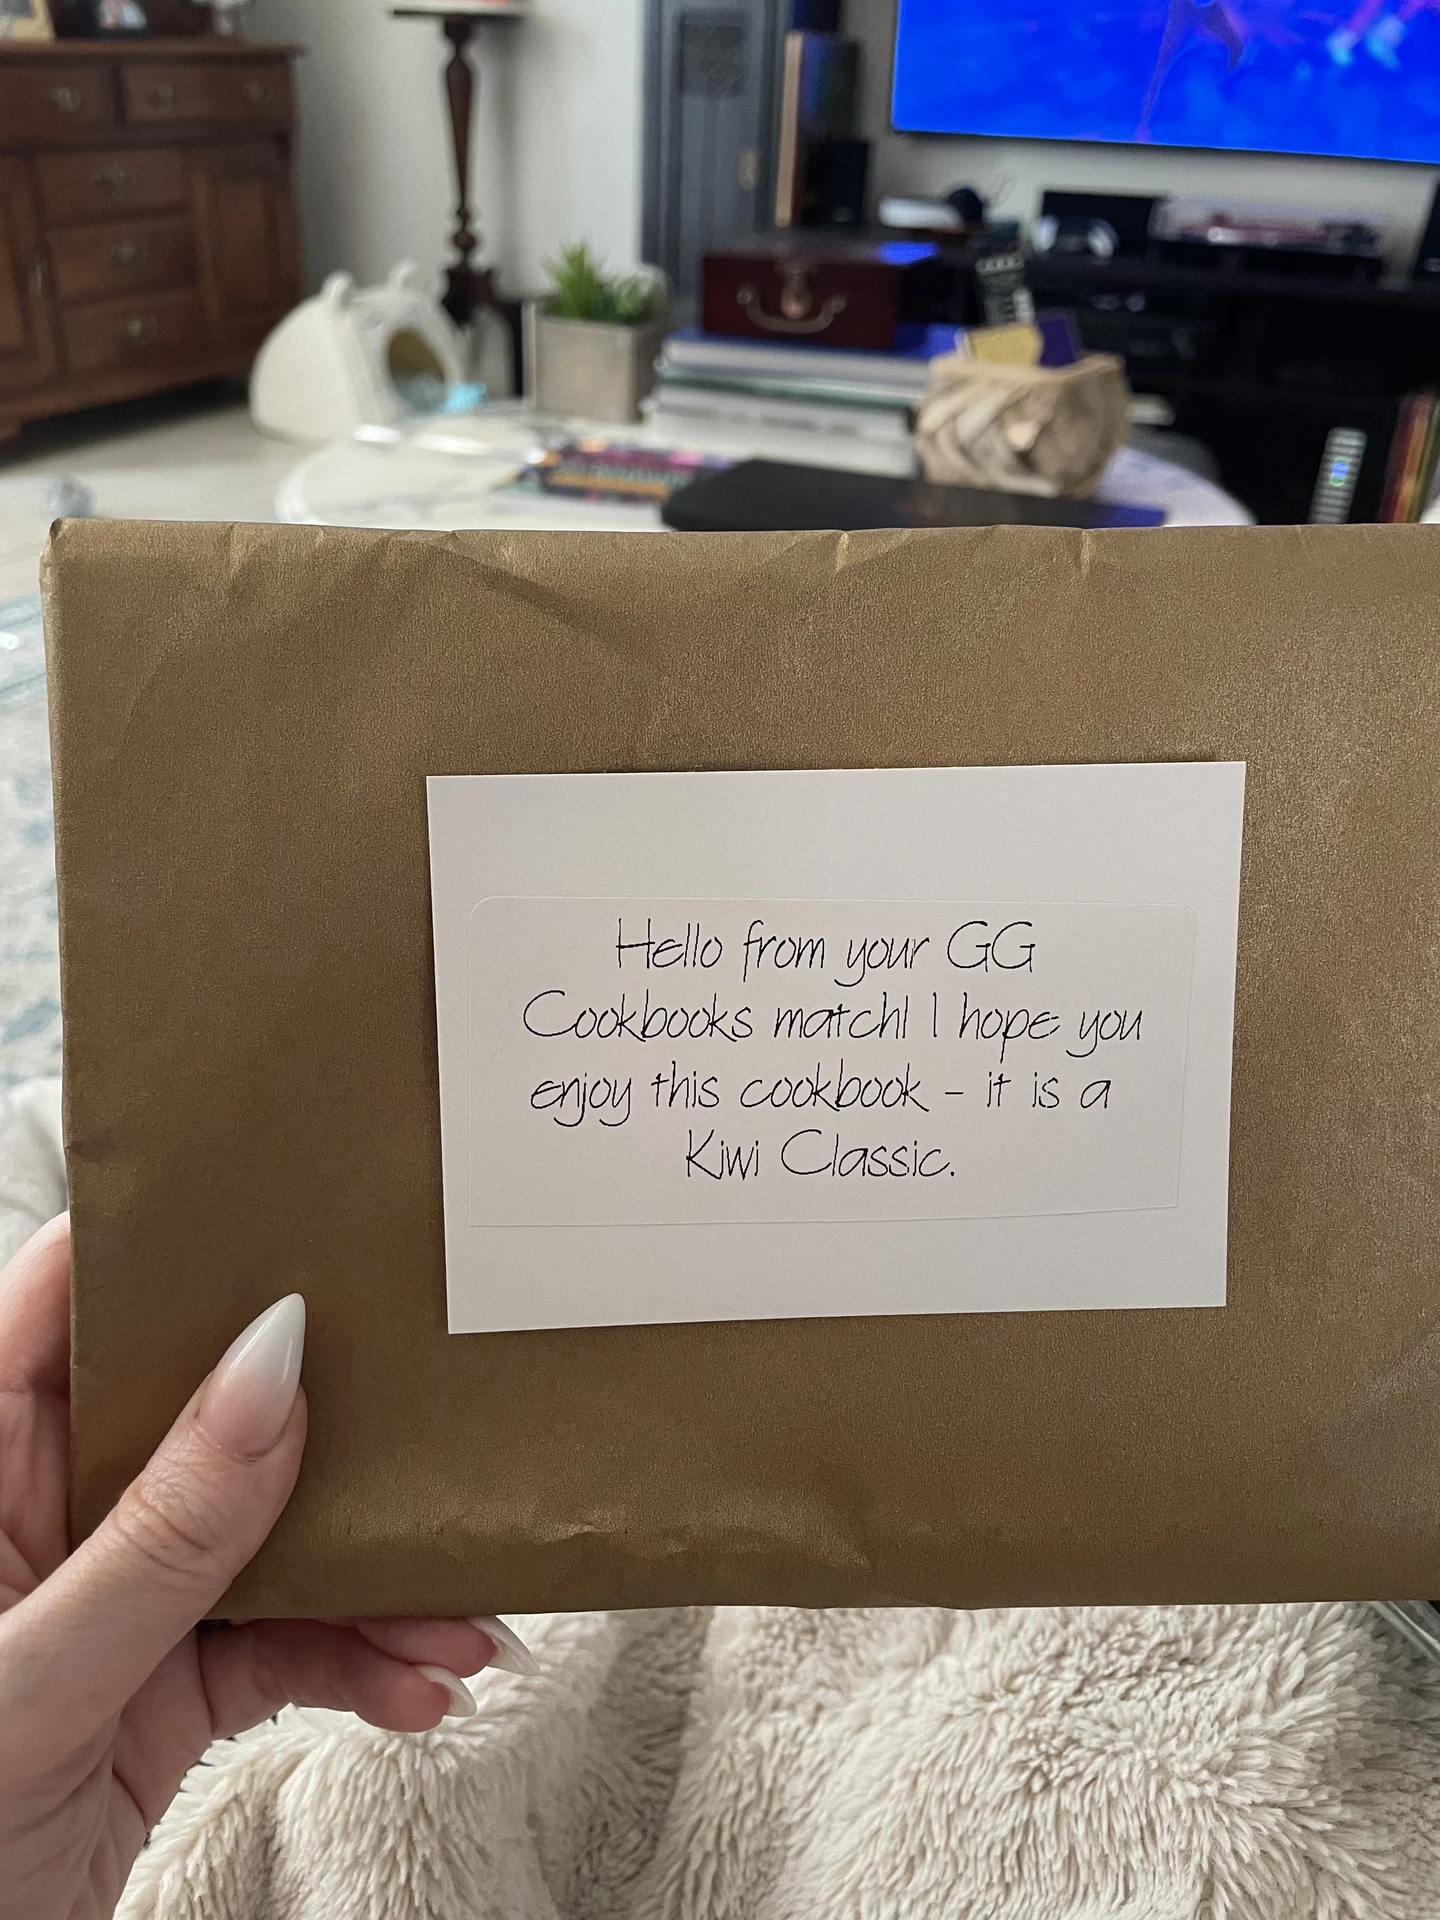 Hello from your GG
Cookbooks match! I hope you
enjoy this cookbook - it is a
Kiwi Classic.